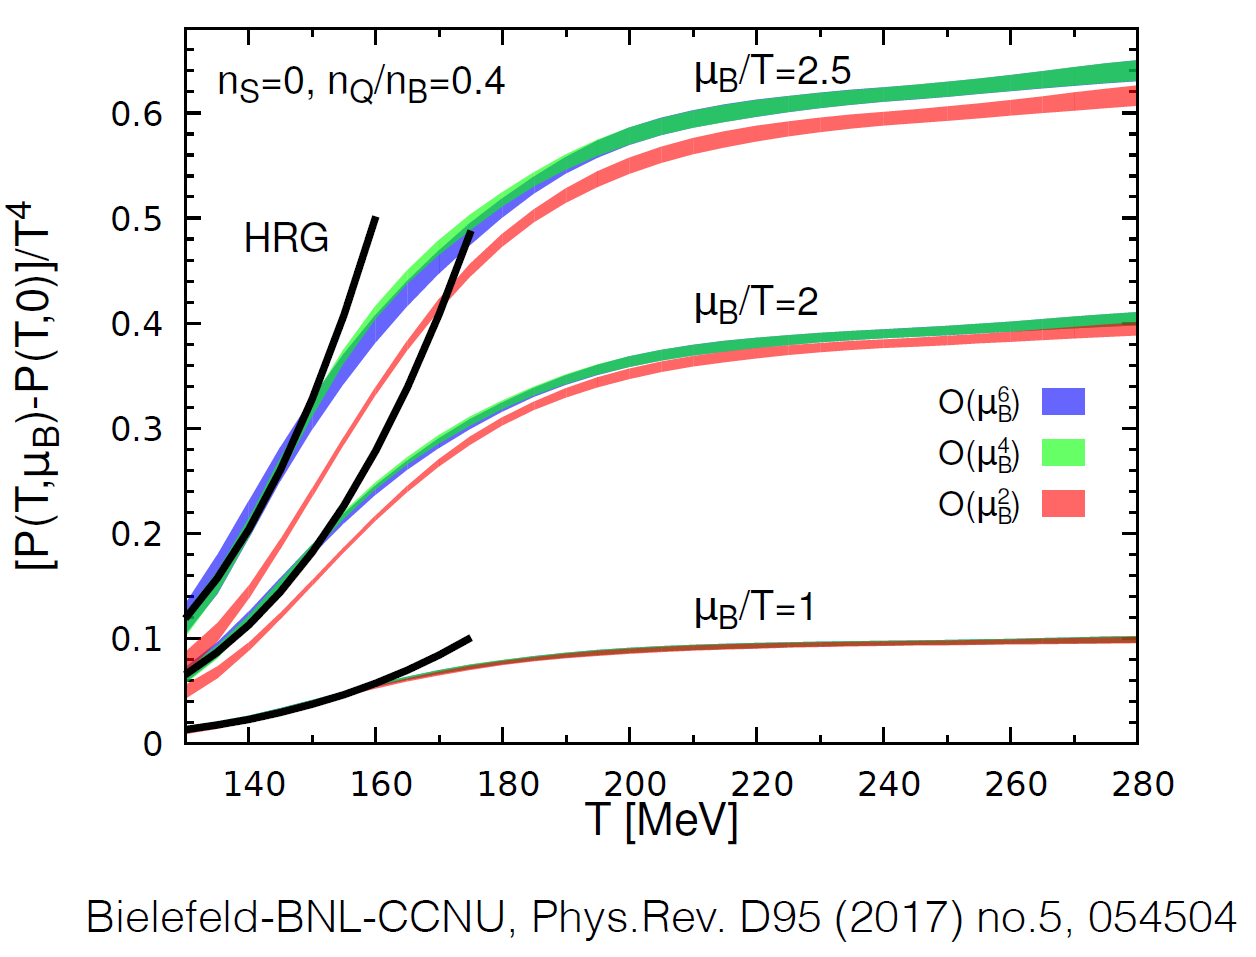 n_S=0, n_Q/n_B=0.4
μ_B/T=2.5
HRG
μ_B/T=2
O(μ_B^6)
O(μ_B^4)
O(μ_B^2)
μ_B/T=1
[P(T,μ_B)-P(T,0)]/T^4
0.6
0.5
0.4
0.3
0.2
0.1
0
140 160 180 200 220 240 260 280
T [MeV]
Bielefeld-BNL-CCNU, Phys.Rev. D95 (2017) no.5, 054504